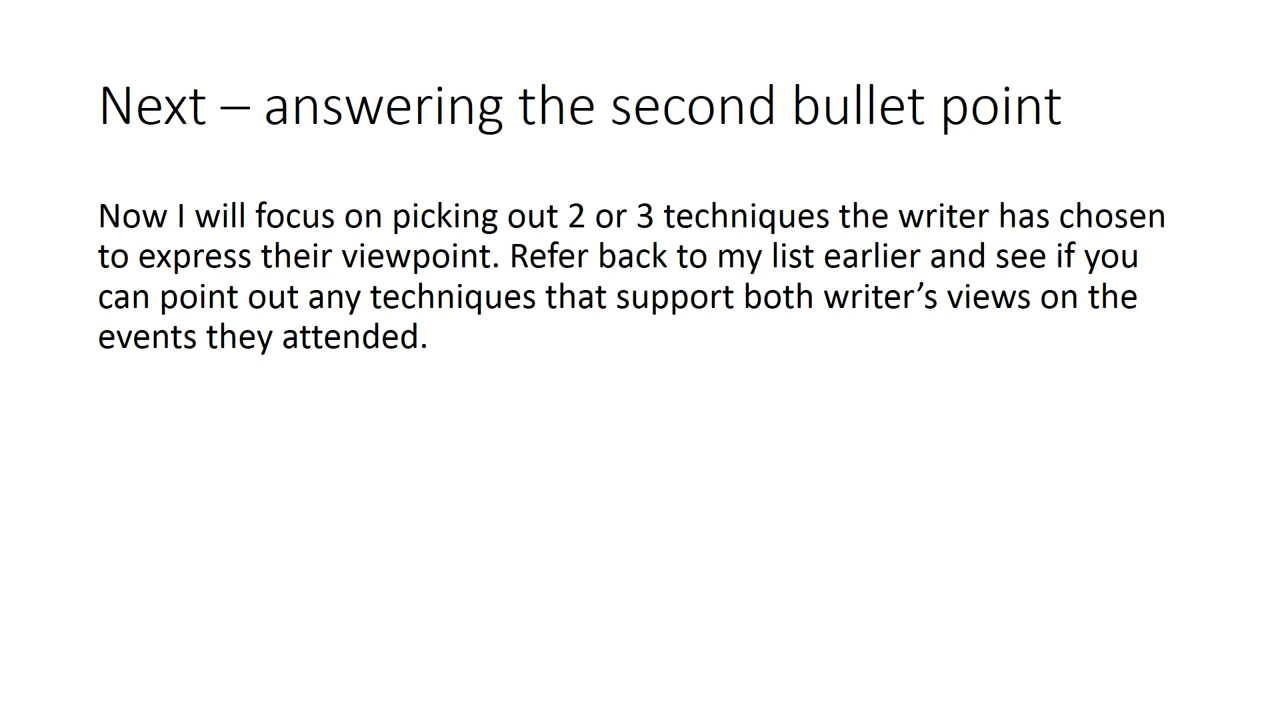 Next – answering the second bullet point
Now I will focus on picking out 2 or 3 techniques the writer has chosen
to express their viewpoint. Refer back to my list earlier and see if you
can point out any techniques that support both writer’s views on the
events they attended.